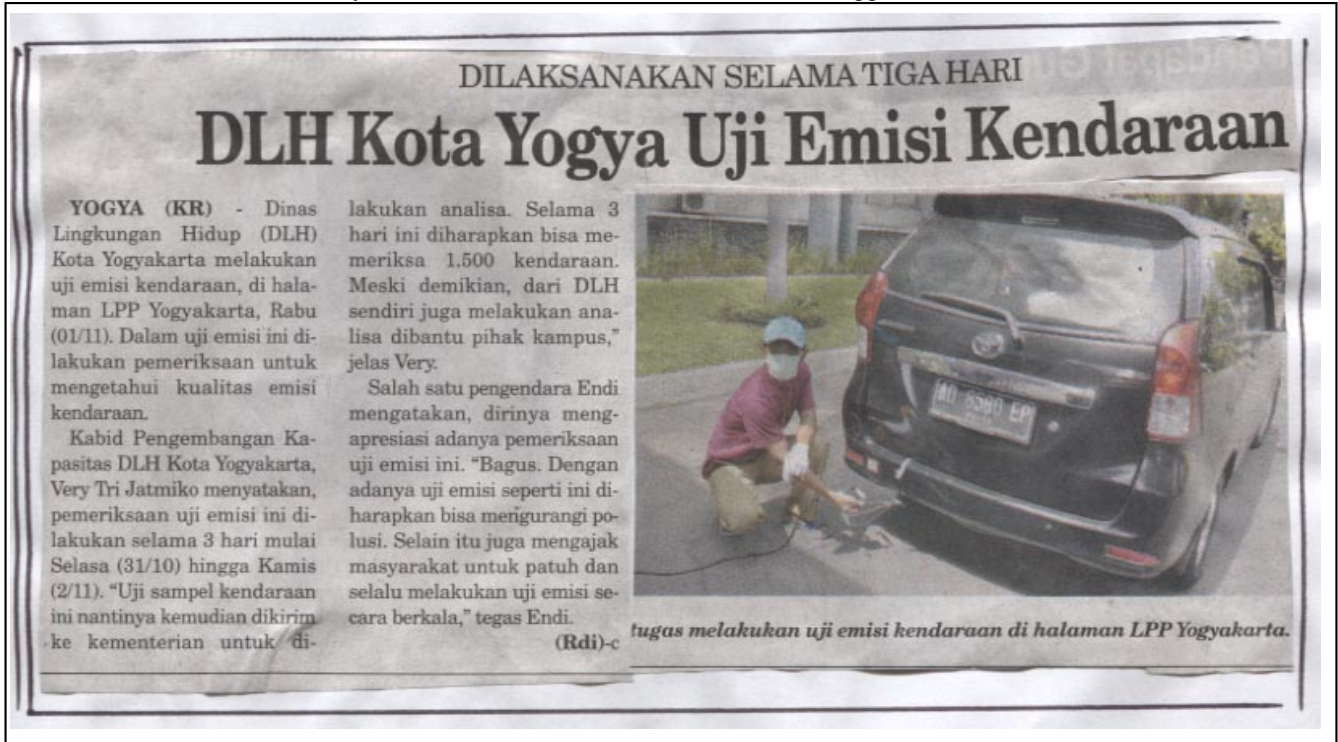 DILAKSANAKAN SELAMA TIGA HARI
DLH Kota Yogya Uji Emisi Kendaraan
YOGYA (KR) - Dinas
Lingkungan Hidup (DLH)
Kota Yogyakarta melakukan
uji emisi kendaraan, di hala-
man LPP Yogyakarta, Rabu
(01/11). Dalam uji emisi ini di-
lakukan pemeriksaan untuk
mengetahui kualitas emisi
kendaraan.
Kabid Pengembangan Ka-
pasitas DLH Kota Yogyakarta,
Very Tri Jatmiko menyatakan,
pemeriksaan uji emisi ini di-
lakukan selama 3 hari mulai
Selasa (31/10) hingga Kamis
(2/11). “Uji sampel kendaraan
ini nantinya kemudian dikirim
ke kementerian untuk di-
lakukan analisa. Selama 3
hari ini diharapkan bisa me-
meriksa 1.500 kendaraan.
Meski demikian, dari DLH
sendiri juga melakukan ana-
lisa dibantu pihak kampus,”
jelas Very.
Salah satu pengendara Endi
mengatakan, dirinya meng-
apresiasi adanya pemeriksaan
uji emisi ini. “Bagus. Dengan
adanya uji emisi seperti ini di-
harapkan bisa mengurangi po-
lusi. Selain itu juga mengajak
masyarakat untuk patuh dan
selalu melakukan uji emisi se-
cara berkala,” tegas Endi.
(Rdi)-c
tugas melakukan uji emisi kendaraan di halaman LPP Yogyakarta.